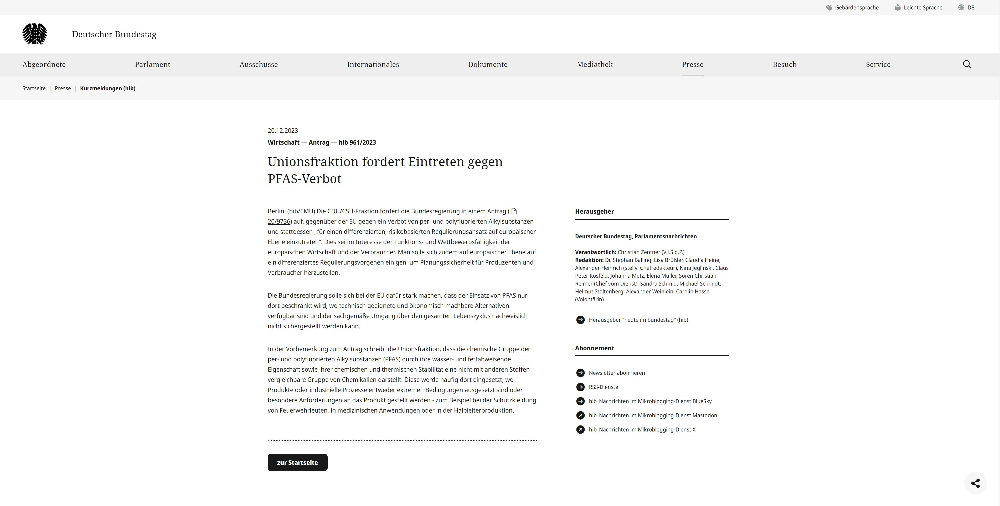 Gebärdensprache
Leichte Sprache
DE
Deutscher Bundestag
Abgeordnete
Parlament
Ausschüsse
Internationales
Dokumente
Mediathek
Presse
Besuch
Service
Startseite | Presse | Kurzmeldungen (hib)
20.12.2023
Wirtschaft — Antrag — hib 961/2023
Unionsfraktion fordert Eintreten gegen
PFAS-Verbot
Berlin: (hib/EMU) Die CDU/CSU-Fraktion fordert die Bundesregierung in einem Antrag (
20/9736) auf, gegenüber der EU gegen ein Verbot von per- und polyfluorierten Alkylsubstanzen
und stattdessen „für einen differenzierten, risikobasierten Regulierungsansatz auf europäischer
Ebene einzutreten“. Dies sei im Interesse der Funktions- und Wettbewerbsfähigkeit der
europäischen Wirtschaft und der Verbraucher. Man solle sich zudem auf europäischer Ebene auf
ein differenziertes Regulierungsvorgehen einigen, um Planungssicherheit für Produzenten und
Verbraucher herzustellen.
Die Bundesregierung solle sich bei der EU dafür stark machen, dass der Einsatz von PFAS nur
dort beschränkt wird, wo technisch geeignete und ökonomisch machbare Alternativen
verfügbar sind und der sachgemäße Umgang über den gesamten Lebenszyklus nachweislich
nicht sichergestellt werden kann.
In der Vorbemerkung zum Antrag schreibt die Unionsfraktion, dass die chemische Gruppe der
per- und polyfluorierten Alkylsubstanzen (PFAS) durch ihre wasser- und fettabweisende
Eigenschaft sowie ihrer chemischen und thermischen Stabilität eine nicht mit anderen Stoffen
vergleichbare Gruppe von Chemikalien darstellt. Diese werde häufig dort eingesetzt, wo
Produkte oder industrielle Prozesse entweder extremen Bedingungen ausgesetzt sind oder
besondere Anforderungen an das Produkt gestellt werden - zum Beispiel bei der Schutzkleidung
von Feuerwehrleuten, in medizinischen Anwendungen oder in der Halbleiterproduktion.
zur Startseite
Herausgeber
Deutscher Bundestag, Parlamentsnachrichten
Verantwortlich: Christian Zentner (V.i.S.d.P.)
Redaktion: Dr. Stephan Balling, Lisa Brüßler, Claudia Heine,
Alexander Heinrich (stellv. Chefredakteur), Nina Jeglinski, Claus
Peter Kosfeld, Johanna Metz, Elena Müller, Sören Christian
Reimer (Chef vom Dienst), Sandra Schmid, Michael Schmidt,
Helmut Stoltenberg, Alexander Weinlein, Carolin Hasse
(Volontärin)
Herausgeber "heute im bundestag" (hib)
Abonnement
Newsletter abonnieren
RSS-Dienste
hib_Nachrichten im Mikroblogging-Dienst BlueSky
hib_Nachrichten im Mikroblogging-Dienst Mastodon
hib_Nachrichten im Mikroblogging-Dienst X